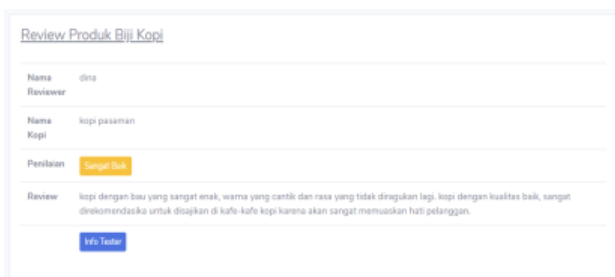 Review Produk Biji Kopi
Nama Reviewer dina
Nama Kopi kopi pasaman
Penilaian Sangat Baik
Review kopi dengan bau yang sangat enak, warna yang cantik dan rasa yang tidak diragukan lagi. kopi dengan kualitas baik, sangat
direkomendasika untuk disajikan di kafe-kafe kopi karena akan sangat memuaskan hati pelanggan.
Info Tester